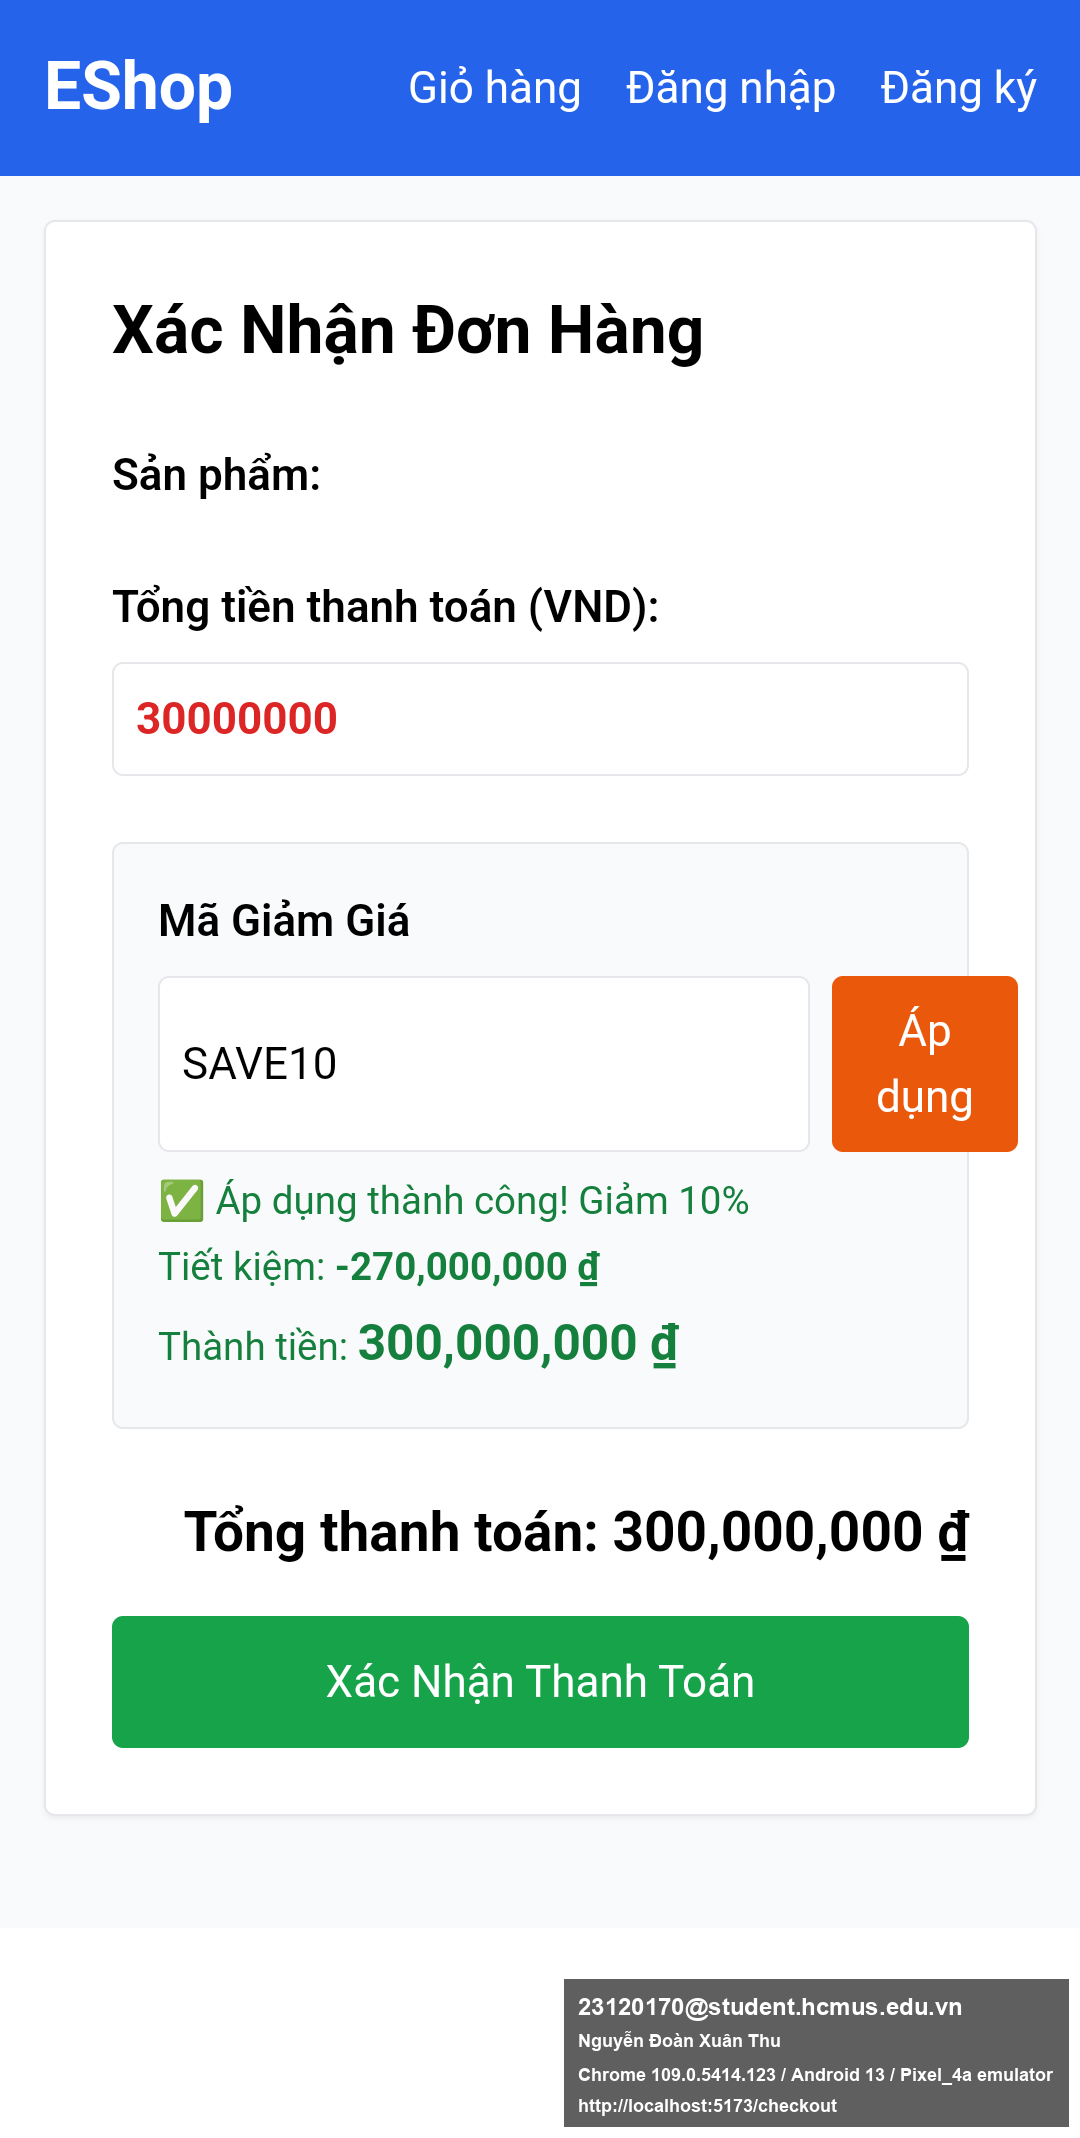 EShop
Giỏ hàng Đăng nhập Đăng ký
Xác Nhận Đơn Hàng
Sản phẩm:
Tổng tiền thanh toán (VND):
30000000
Mã Giảm Giá
SAVE10
Áp
dụng
✅ Áp dụng thành công! Giảm 10%
Tiết kiệm: -270,000,000 ₫
Thành tiền: 300,000,000 ₫
Tổng thanh toán: 300,000,000 ₫
Xác Nhận Thanh Toán
23120170@student.hcmus.edu.vn
Nguyễn Đoàn Xuân Thu
Chrome 109.0.5414.123 / Android 13 / Pixel_4a emulator
http://localhost:5173/checkout